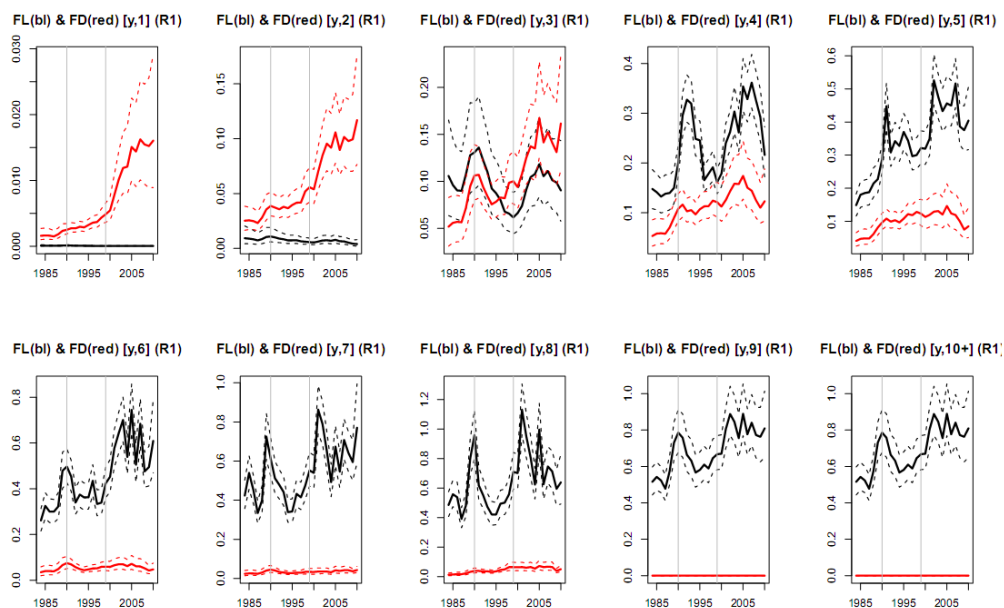 FL(bl) & FD(red) [y,1] (R1)
FL(bl) & FD(red) [y,2] (R1)
FL(bl) & FD(red) [y,3] (R1)
FL(bl) & FD(red) [y,4] (R1)
FL(bl) & FD(red) [y,5] (R1)
0.030
0.020
0.010
0.000
1985 1995 2005
0.15
0.10
0.05
0.00
1985 1995 2005
0.20
0.15
0.10
0.05
1985 1995 2005
0.4
0.3
0.2
0.1
1985 1995 2005
0.6
0.5
0.4
0.3
0.2
0.1
1985 1995 2005
FL(bl) & FD(red) [y,6] (R1)
FL(bl) & FD(red) [y,7] (R1)
FL(bl) & FD(red) [y,8] (R1)
FL(bl) & FD(red) [y,9] (R1)
FL(bl) & FD(red) [y,10+] (R1)
0.8
0.6
0.4
0.2
0.0
1985 1995 2005
1.0
0.8
0.6
0.4
0.2
0.0
1985 1995 2005
1.2
1.0
0.8
0.6
0.4
0.2
0.0
1985 1995 2005
1.0
0.8
0.6
0.4
0.2
0.0
1985 1995 2005
1.0
0.8
0.6
0.4
0.2
0.0
1985 1995 2005